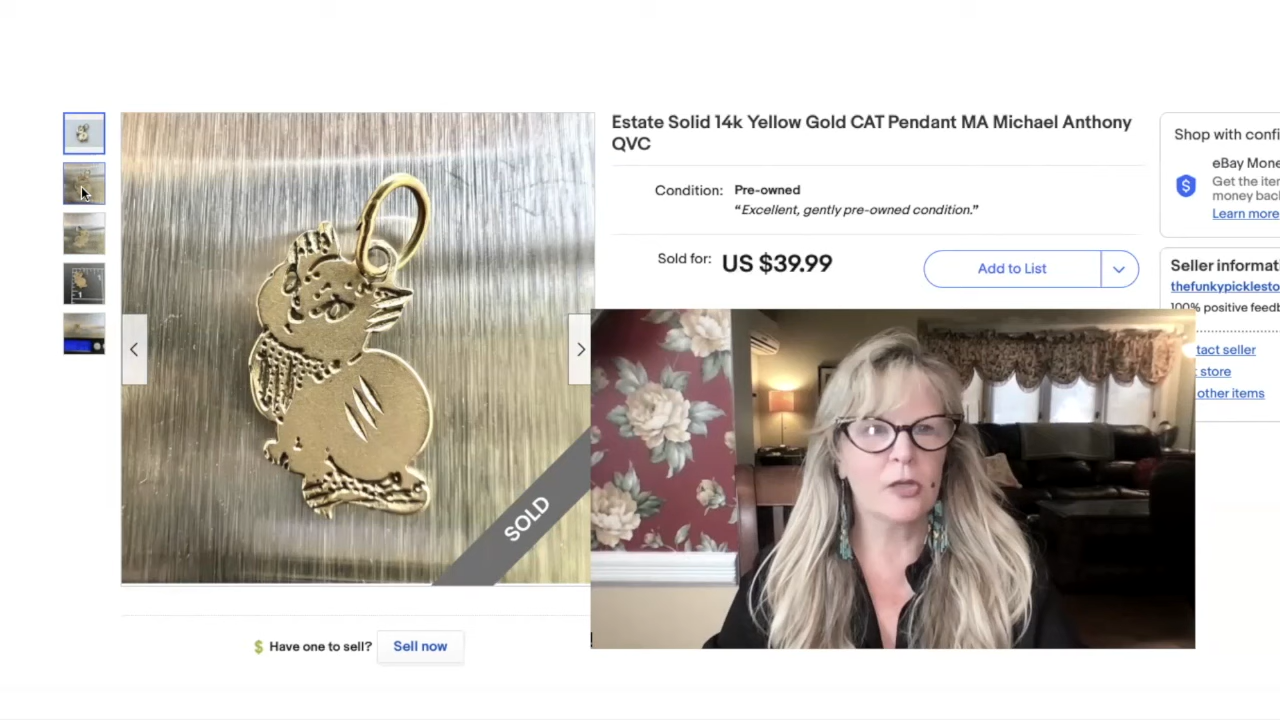 Estate Solid 14k Yellow Gold CAT Pendant MA Michael Anthony
QVC
Condition: Pre-owned
“Excellent, gently pre-owned condition.”
Sold for: US $39.99
Add to List
SOLD
$ Have one to sell? Sell now
Shop with confi
eBay Mone
Get the iter
money bac
Learn more
Seller informat
thefunkypicklesto
100% positive feedb
tact seller
store
other items
1